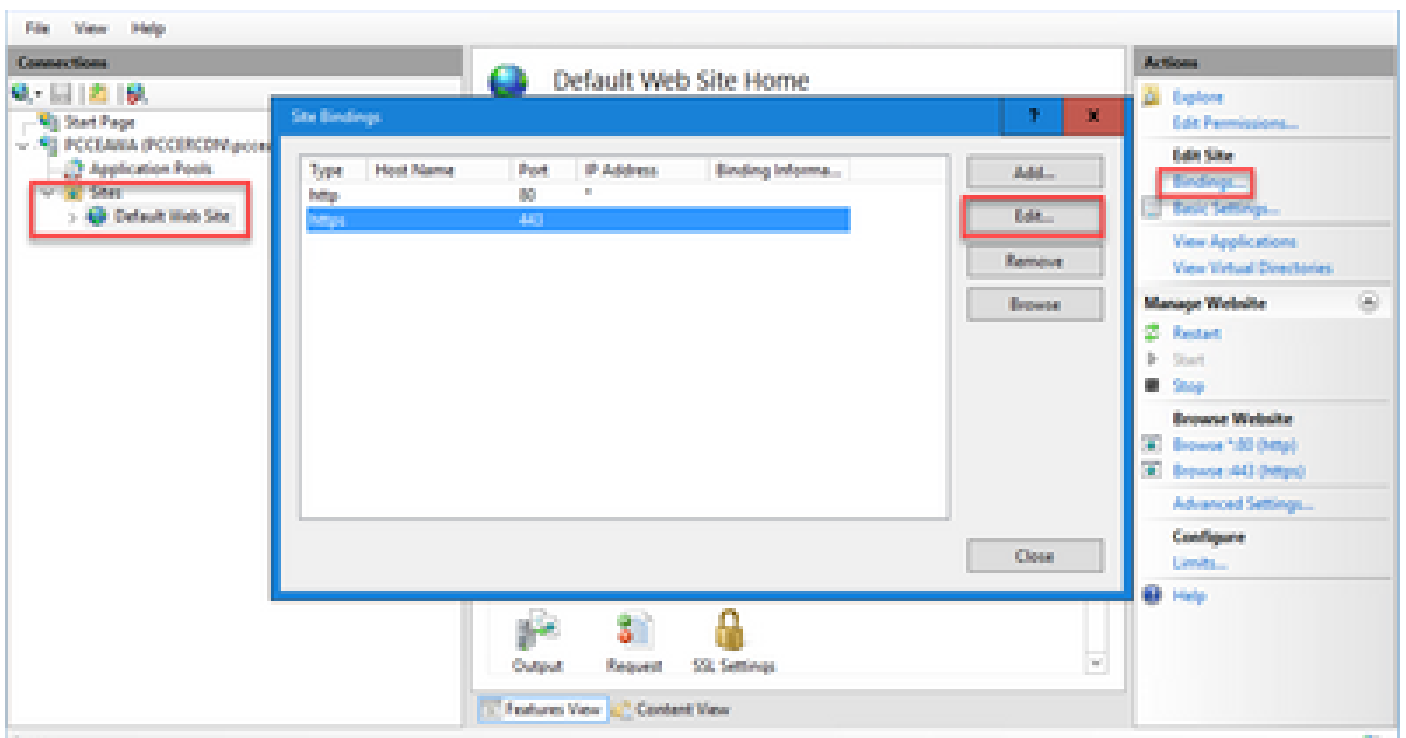 File View Help
Connections
Start Page
PCCEAWA
Application Pools
Sites
Default Web Site
Default Web Site Home
Site Bindings
? X
Type Host Name Port IP Address Binding Informa...
http 80 *
https 443
Add...
Edit...
Remove
Browse
Close
Output Request SSL Settings
Features View Content View
Actions
Explore
Edit Permissions...
Edit Site
Bindings...
Basic Settings...
View Applications
View Virtual Directories
Manage Website
Restart
Start
Stop
Browse Website
Browse *:80 (http)
Browse :443 (https)
Advanced Settings...
Configure
Limits...
Help